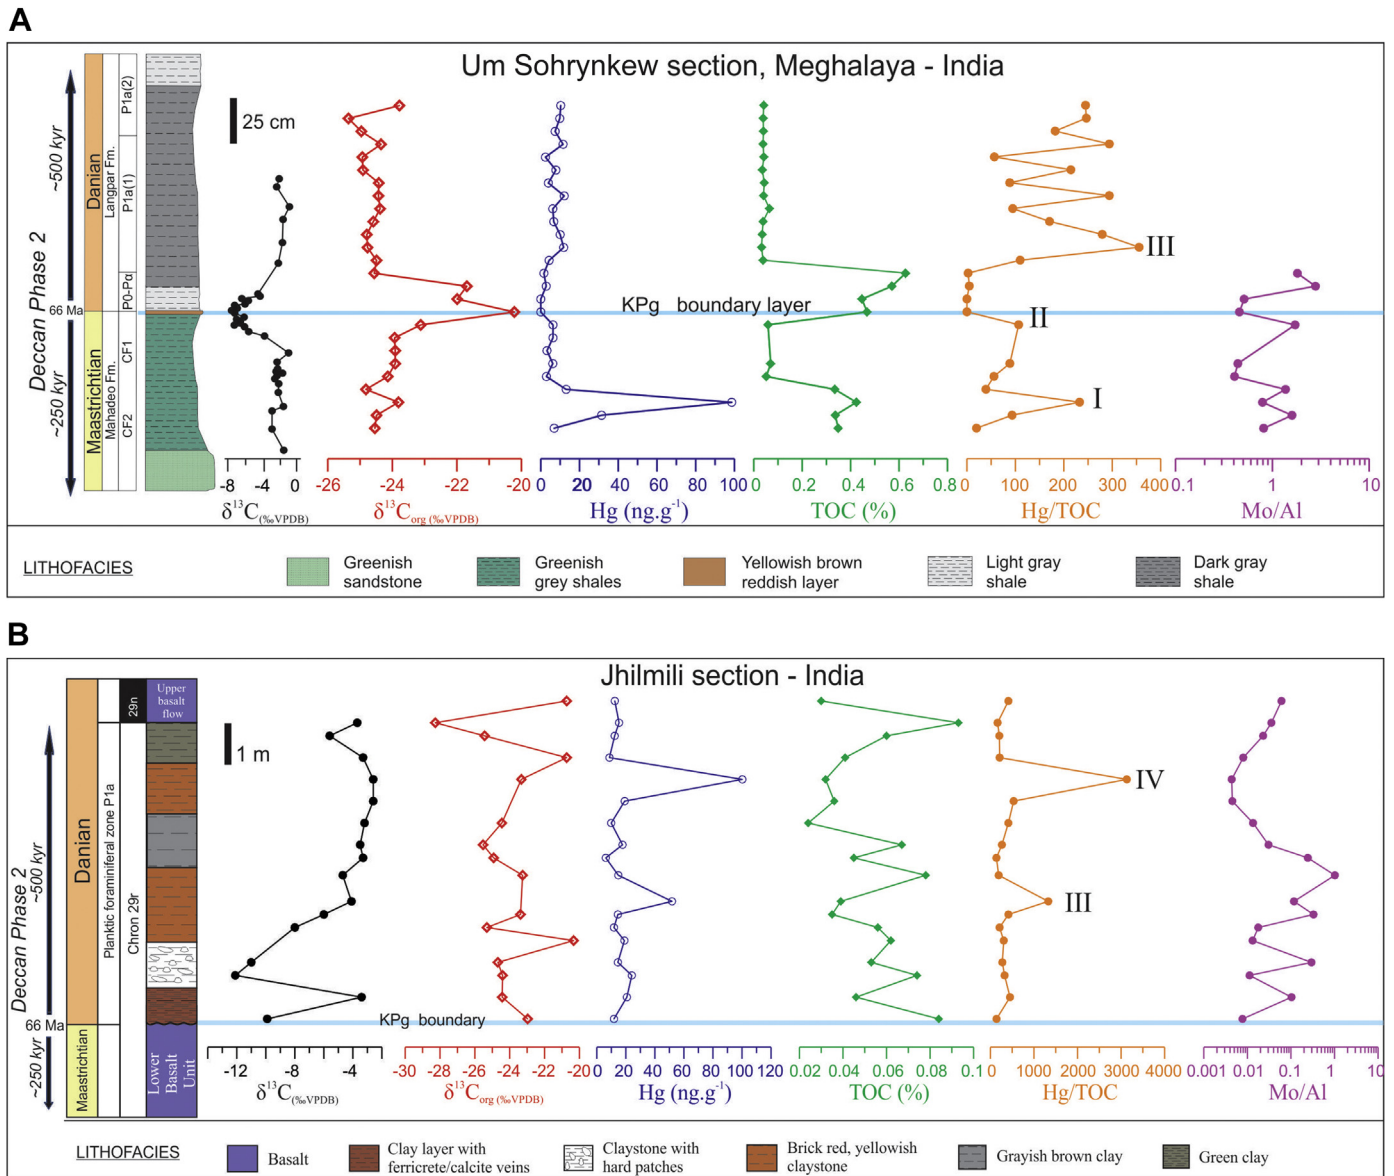 A
Um Sohrynkew section, Meghalaya - India
Deccan Phase 2
~500 kyr
~250 kyr
66 Ma
Danian
Maastrichtian
Langpar Fm.
Mahadeo Fm.
P1a(2)
P1a(1)
P0-Pα
CF1
CF2
25 cm
KPg boundary layer
III
II
I
-8 -4 0
δ13C(‰VPDB)
-26 -24 -22 -20
δ13Corg (‰VPDB)
0 20 40 60 80 100
Hg (ng.g-1)
0 0.2 0.4 0.6 0.8
TOC (%)
0 100 200 300 400
Hg/TOC
0.1 1 10
Mo/Al
LITHOFACIES
Greenish sandstone
Greenish grey shales
Yellowish brown reddish layer
Light gray shale
Dark gray shale
B
Jhilmili section - India
Deccan Phase 2
~500 kyr
~250 kyr
66 Ma
Danian
Maastrichtian
Planktic foraminiferal zone P1a
29n
Chron 29r
Upper basalt flow
Lower Basalt Unit
1 m
KPg boundary
IV
III
-12 -8 -4
δ13C(‰VPDB)
-30 -28 -26 -24 -22 -20
δ13Corg (‰VPDB)
0 20 40 60 80 100 120
Hg (ng.g-1)
0.02 0.04 0.06 0.08 0.1
TOC (%)
0 1000 2000 3000 4000
Hg/TOC
0.001 0.01 0.1 1 10
Mo/Al
LITHOFACIES
Basalt
Clay layer with ferricrete/calcite veins
Claystone with hard patches
Brick red, yellowish claystone
Grayish brown clay
Green clay